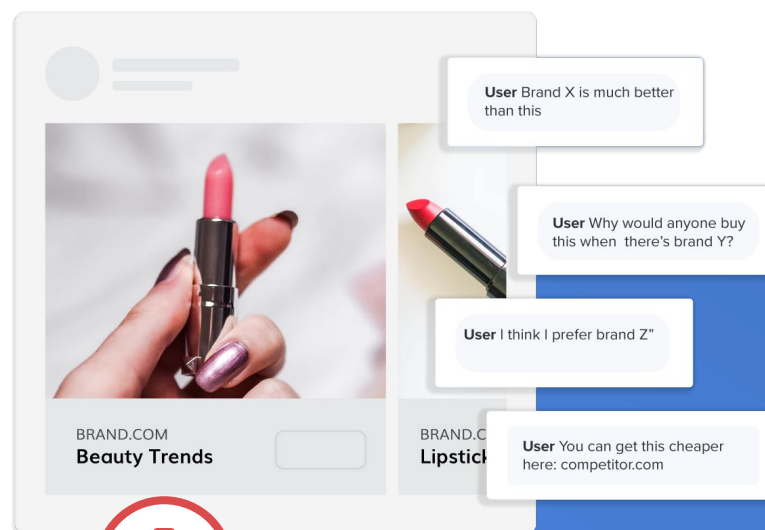 User Brand X is much better
than this
User Why would anyone buy
this when there's brand Y?
User I think I prefer brand Z”
BRAND.COM
Beauty Trends
BRAND.C
Lipstick
User You can get this cheaper
here: competitor.com